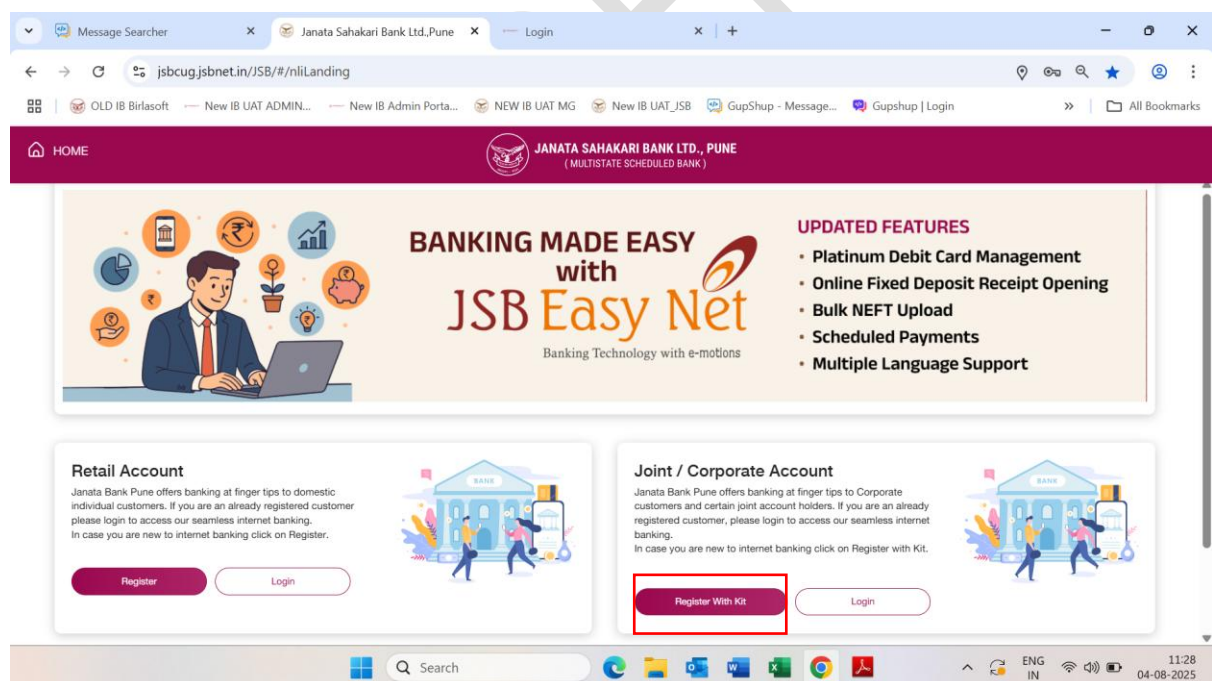 Message Searcher
Janata Sahakari Bank Ltd.,Pune
Login
jsbcug.jsbnet.in/JSB/#/nliLanding
OLD IB Birlasoft
New IB UAT ADMIN...
New IB Admin Porta...
NEW IB UAT MG
New IB UAT_JSB
GupShup - Message...
Gupshup | Login
All Bookmarks
HOME
JANATA SAHAKARI BANK LTD., PUNE
( MULTISTATE SCHEDULED BANK )
BANKING MADE EASY
with
JSB Easy Net
Banking Technology with e-motions
UPDATED FEATURES
• Platinum Debit Card Management
• Online Fixed Deposit Receipt Opening
• Bulk NEFT Upload
• Scheduled Payments
• Multiple Language Support
Retail Account
Janata Bank Pune offers banking at finger tips to domestic
individual customers. If you are an already registered customer
please login to access our seamless internet banking.
In case you are new to internet banking click on Register.
Register
Login
BANK
Joint / Corporate Account
Janata Bank Pune offers banking at finger tips to Corporate
customers and certain joint account holders. If you are an already
registered customer, please login to access our seamless internet
banking.
In case you are new to internet banking click on Register with Kit.
Register With Kit
Login
BANK
Search
ENG
IN
11:28
04-08-2025